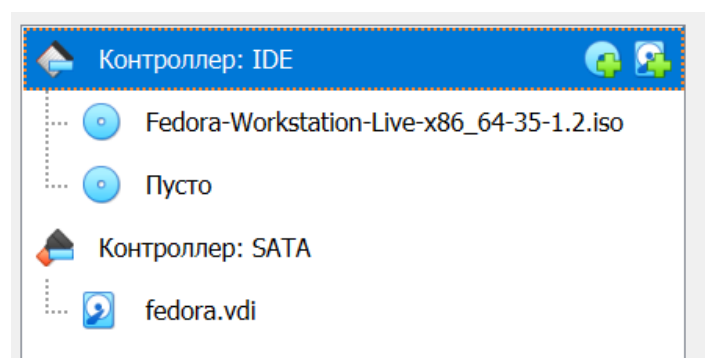 Контроллер: IDE
Fedora-Workstation-Live-x86_64-35-1.2.iso
Пусто
Контроллер: SATA
fedora.vdi